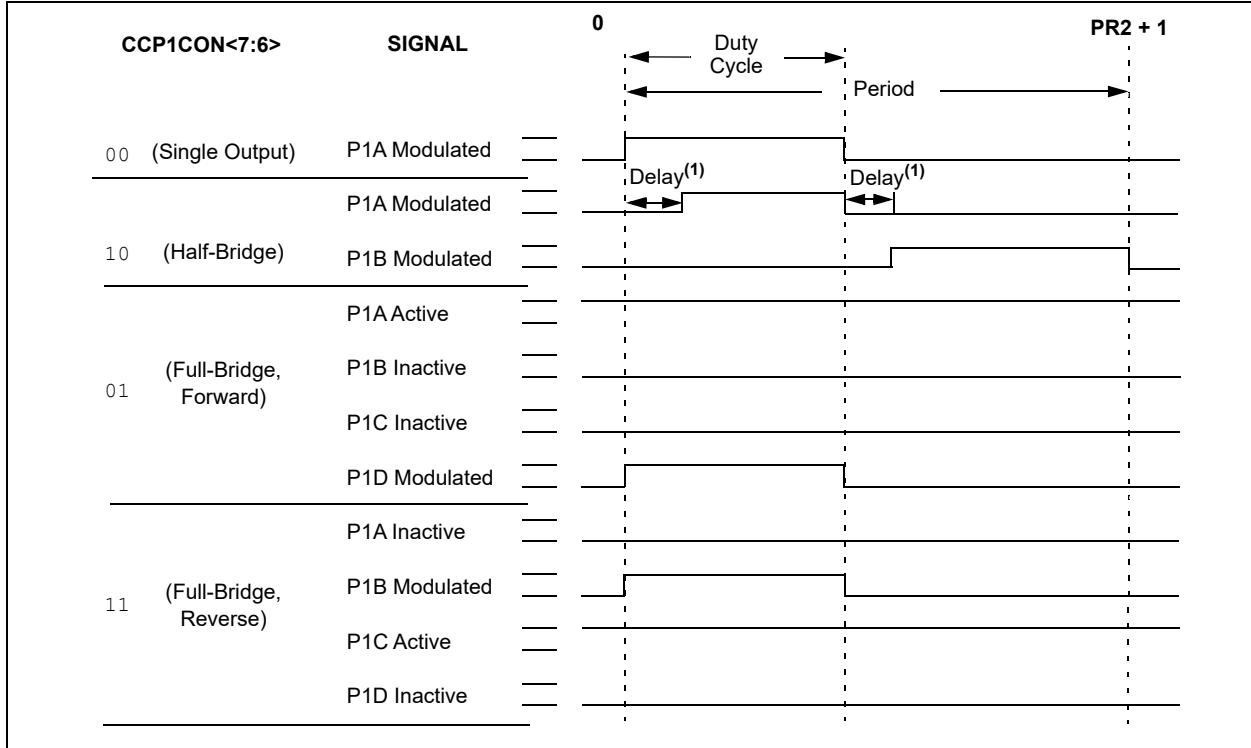 0
PR2 + 1
CCP1CON<7:6>
SIGNAL
Duty
Cycle
Period
00 (Single Output) P1A Modulated
Delay(1)
Delay(1)
P1A Modulated
10 (Half-Bridge)
P1B Modulated
P1A Active
01 (Full-Bridge,
Forward)
P1B Inactive
P1C Inactive
P1D Modulated
P1A Inactive
11 (Full-Bridge,
Reverse)
P1B Modulated
P1C Active
P1D Inactive